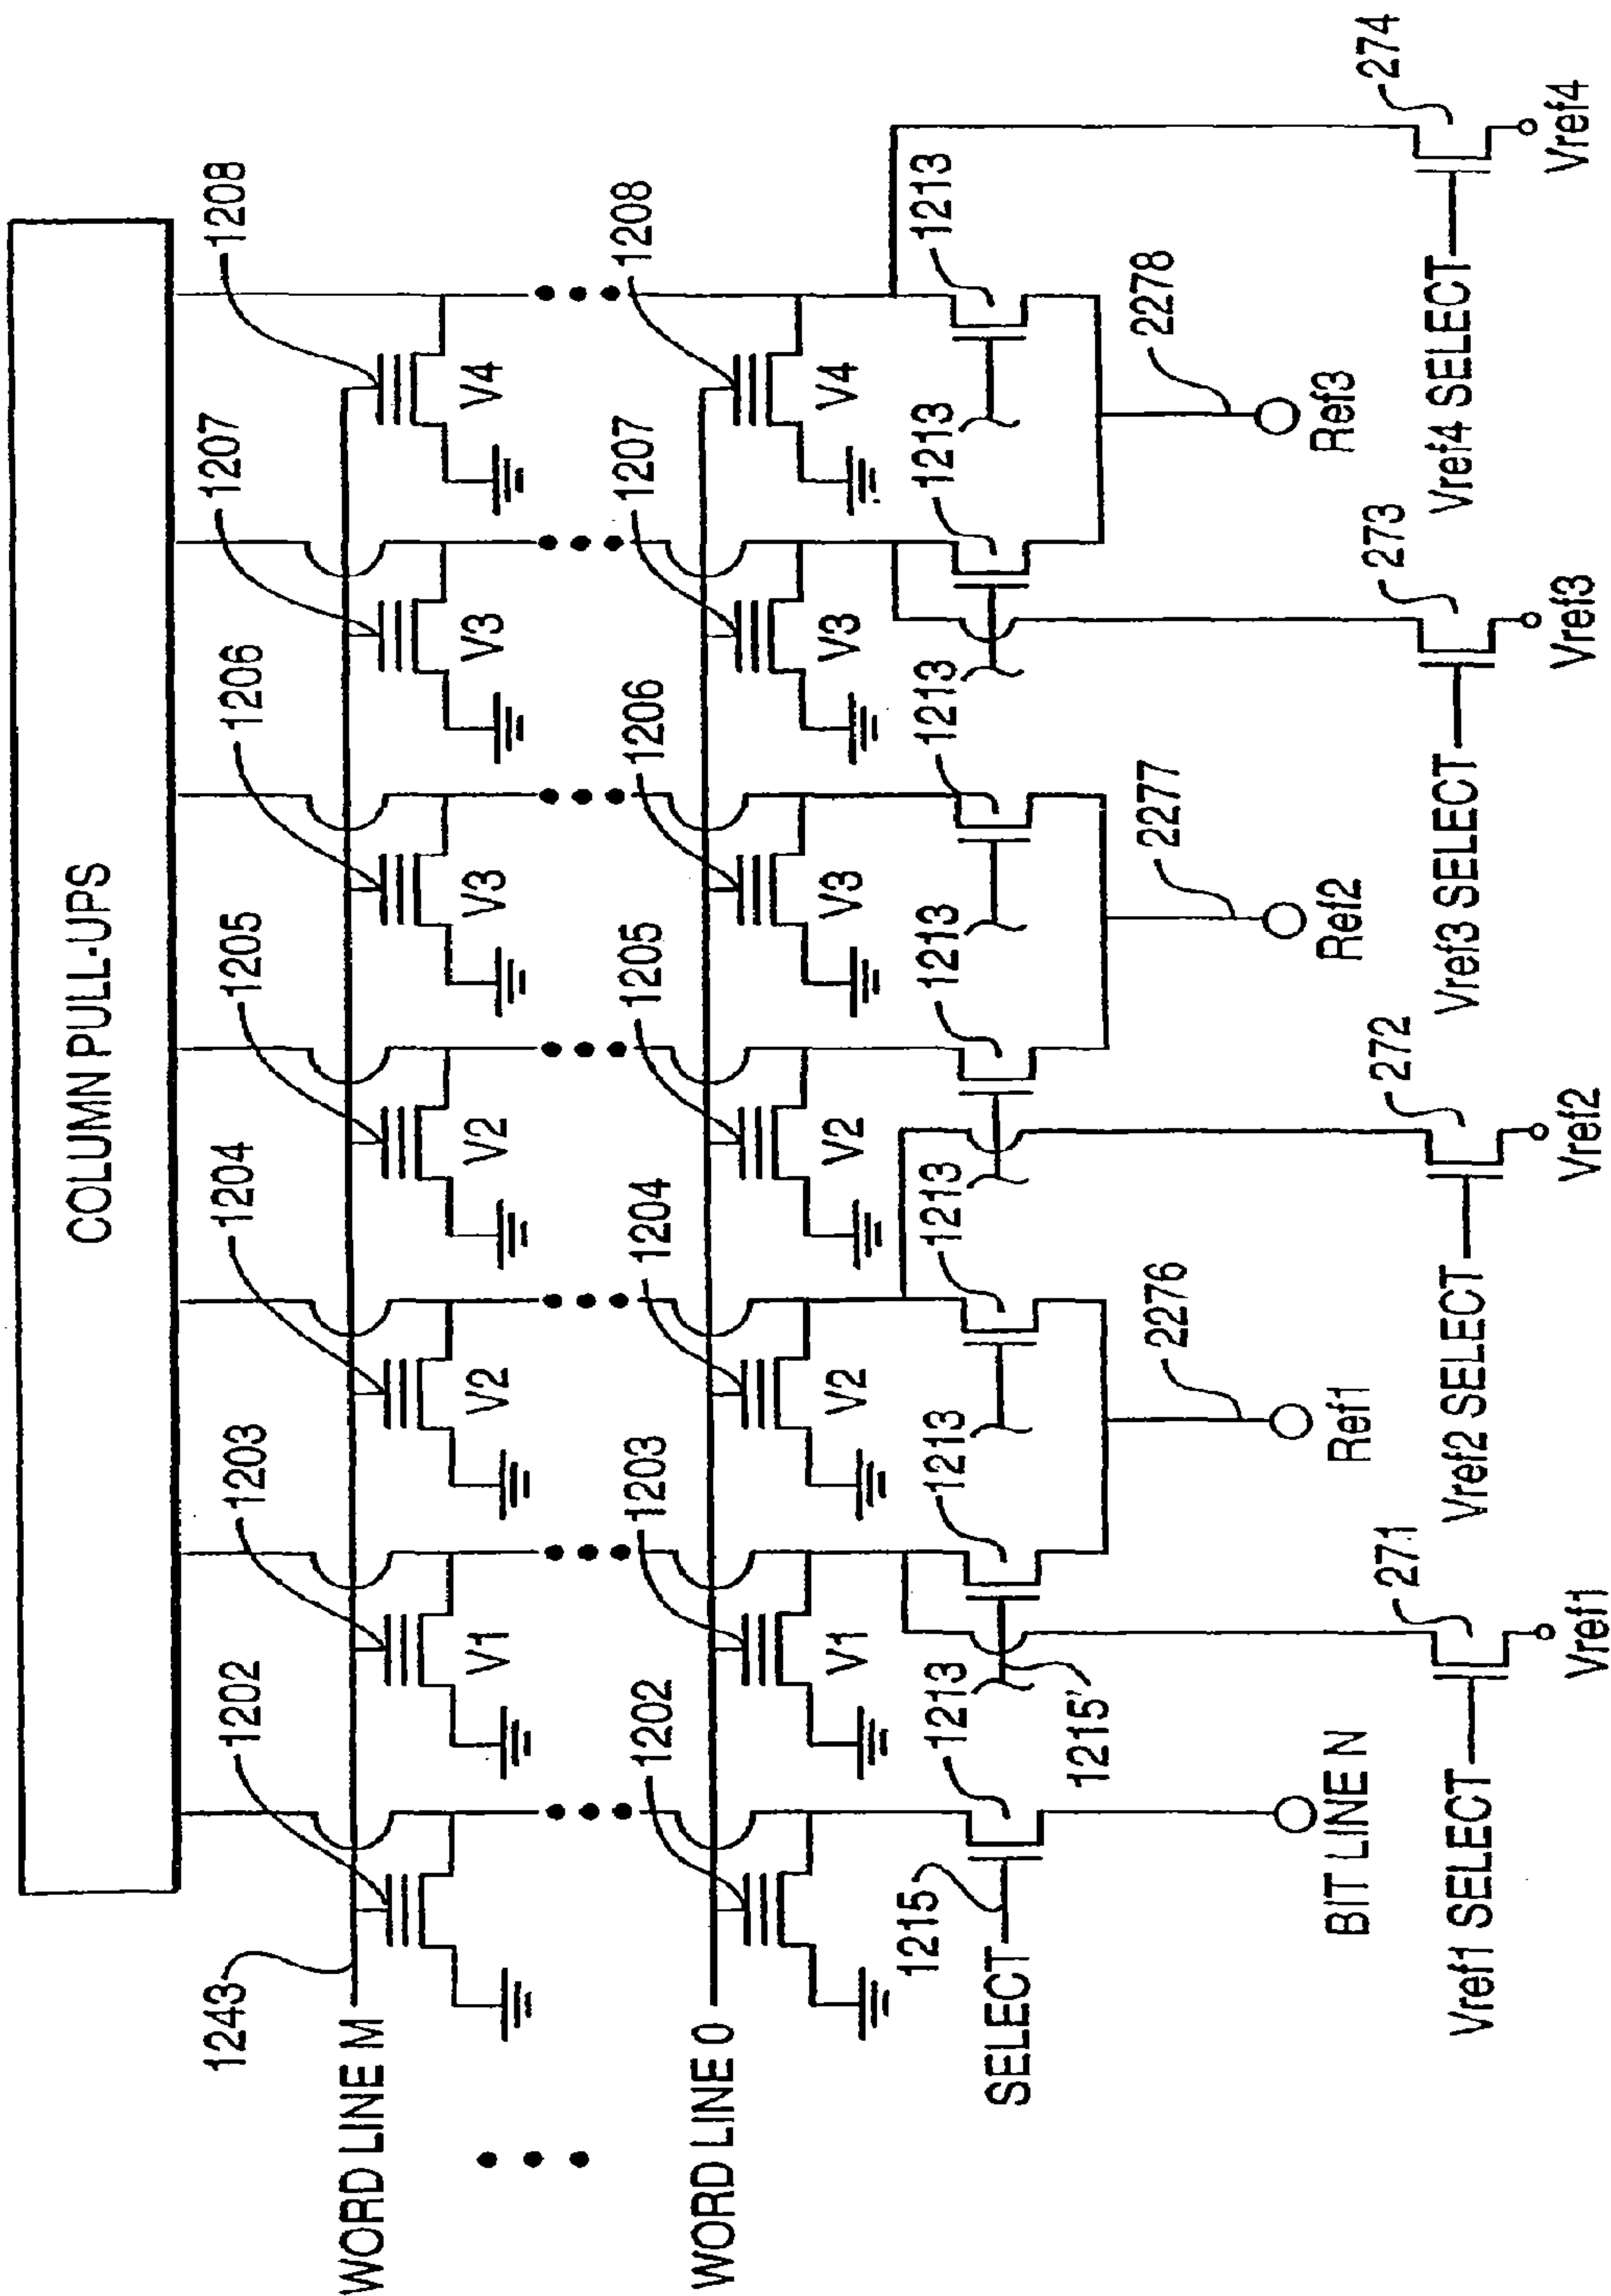 COLUMN PULL-UPS
1243
1202
1203
1204
1205
1206
1207
1208
WORD LINE M
V1
V2
V2
V3
V3
V4
1202
1203
1204
1205
1206
1207
1208
WORD LINE 0
V1
V2
V2
V3
V3
V4
1215
SELECT
1213
1215'
1213
1213
1213
1213
1213
1213
BIT LINE N
2276
Ref1
2277
Ref2
2278
Ref3
Vref1 SELECT
271
Vref1
Vref2 SELECT
272
Vref2
Vref3 SELECT
273
Vref3
Vref4 SELECT
274
Vref4